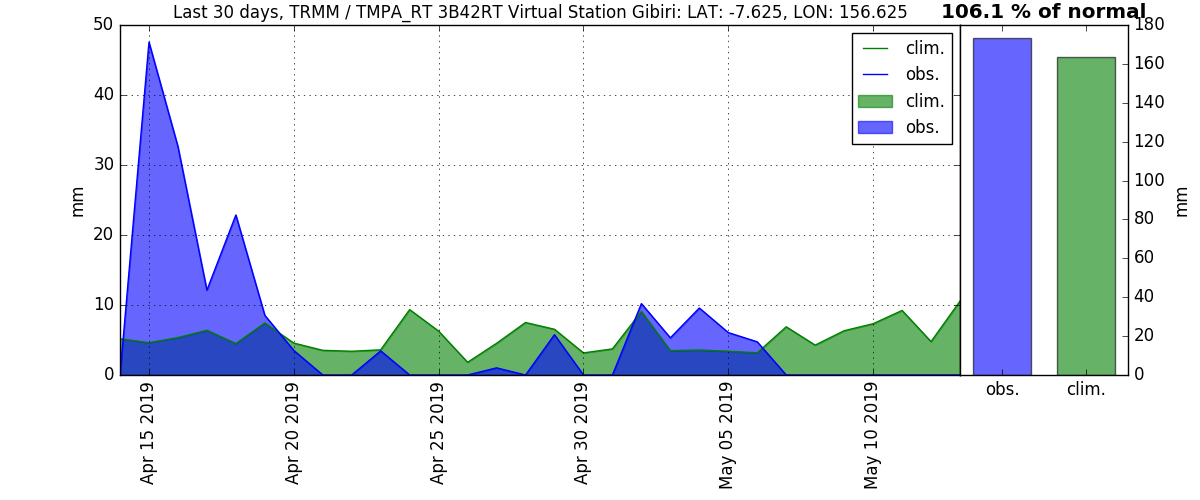 Last 30 days, TRMM / TMPA_RT 3B42RT Virtual Station Gibiri: LAT: -7.625, LON: 156.625
106.1 % of normal
50
40
30
20
10
0
mm
clim.
obs.
clim.
obs.
Apr 15 2019
Apr 20 2019
Apr 25 2019
Apr 30 2019
May 05 2019
May 10 2019
180
160
140
120
100
80
60
40
20
0
mm
obs.
clim.